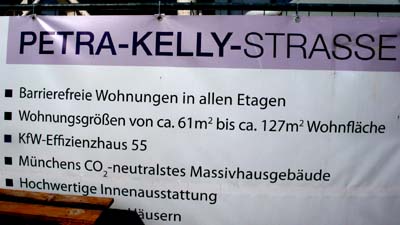 PETRA-KELLY-STRASSE
■ Barrierefreie Wohnungen in allen Etagen
■ Wohnungsgrößen von ca. 61m² bis ca. 127m² Wohnfläche
■ KfW-Effizienzhaus 55
■ Münchens CO₂-neutralstes Massivhausgebäude
■ Hochwertige Innenausstattung
Häusern